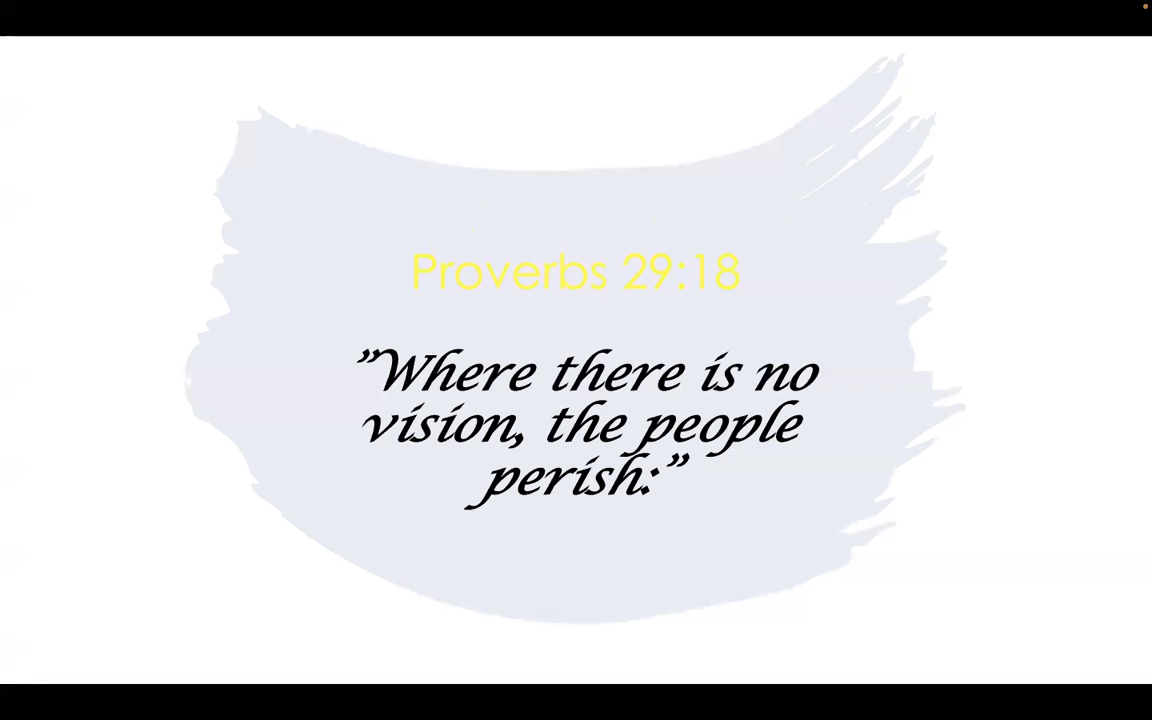 Proverbs 29:18
”Where there is no
vision, the people
perish:”